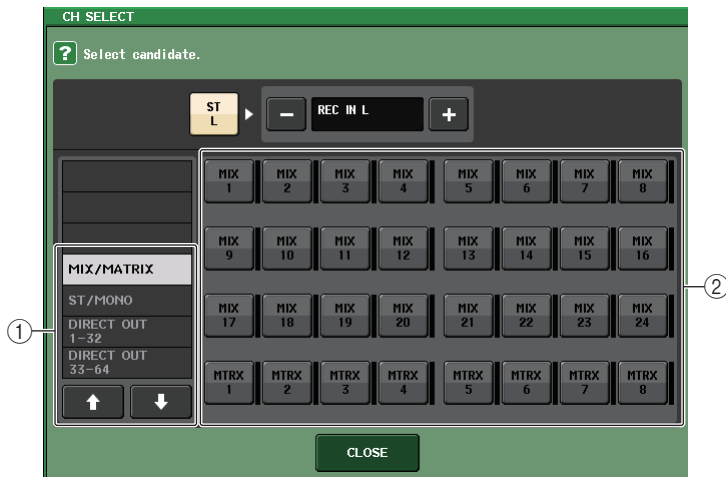 CH SELECT
? Select candidate.
ST L
− REC IN L +
MIX 1 MIX 2 MIX 3 MIX 4 MIX 5 MIX 6 MIX 7 MIX 8
MIX 9 MIX 10 MIX 11 MIX 12 MIX 13 MIX 14 MIX 15 MIX 16
MIX/MATRIX
ST/MONO
DIRECT OUT
1-32
DIRECT OUT
33-64
MIX 17 MIX 18 MIX 19 MIX 20 MIX 21 MIX 22 MIX 23 MIX 24
MTRX 1 MTRX 2 MTRX 3 MTRX 4 MTRX 5 MTRX 6 MTRX 7 MTRX 8
CLOSE
①
②